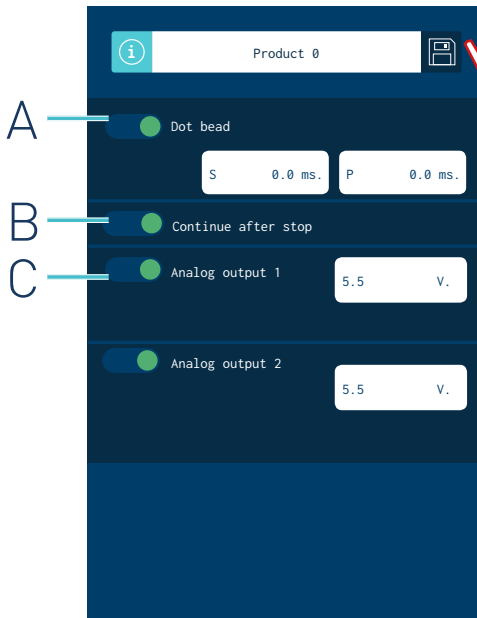 i Product 0
A Dot bead
S 0.0 ms. P 0.0 ms.
B Continue after stop
C Analog output 1
5.5 V.
Analog output 2
5.5 V.